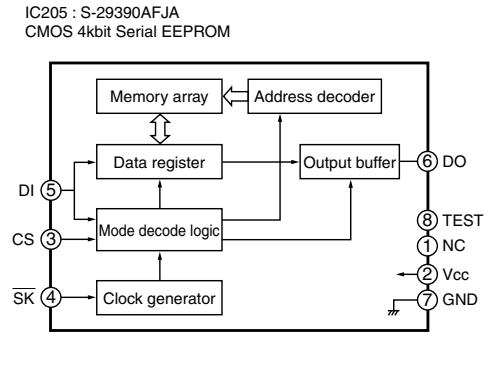 IC205 : S-29390AFJA
CMOS 4kbit Serial EEPROM
Memory array
Address decoder
Data register
Output buffer
6 DO
DI 5
8 TEST
Mode decode logic
CS 3
1 NC
2 Vcc
SK 4
Clock generator
7 GND